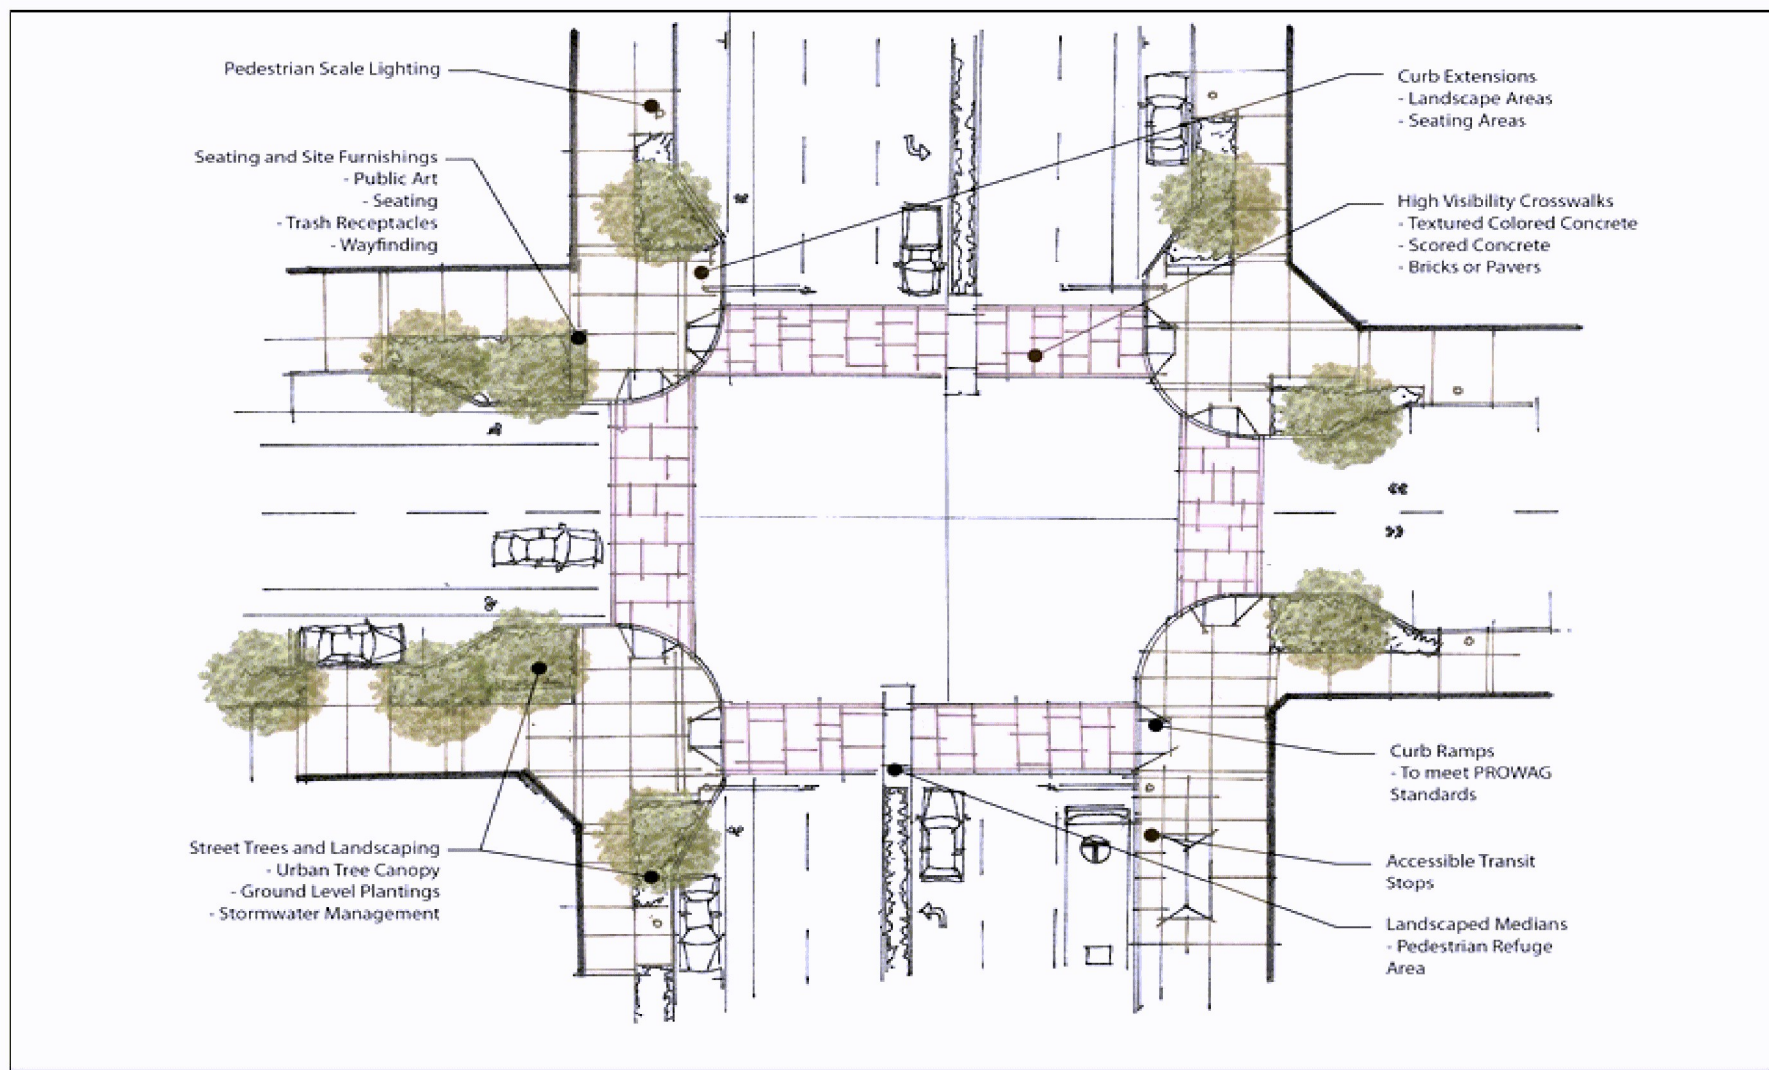 Pedestrian Scale Lighting
Seating and Site Furnishings
- Public Art
- Seating
- Trash Receptacles
- Wayfinding
Street Trees and Landscaping
- Urban Tree Canopy
- Ground Level Plantings
- Stormwater Management
Curb Extensions
- Landscape Areas
- Seating Areas
High Visibility Crosswalks
- Textured Colored Concrete
- Scored Concrete
- Bricks or Pavers
Curb Ramps
- To meet PROWAG
Standards
Accessible Transit
Stops
Landscaped Medians
- Pedestrian Refuge
Area